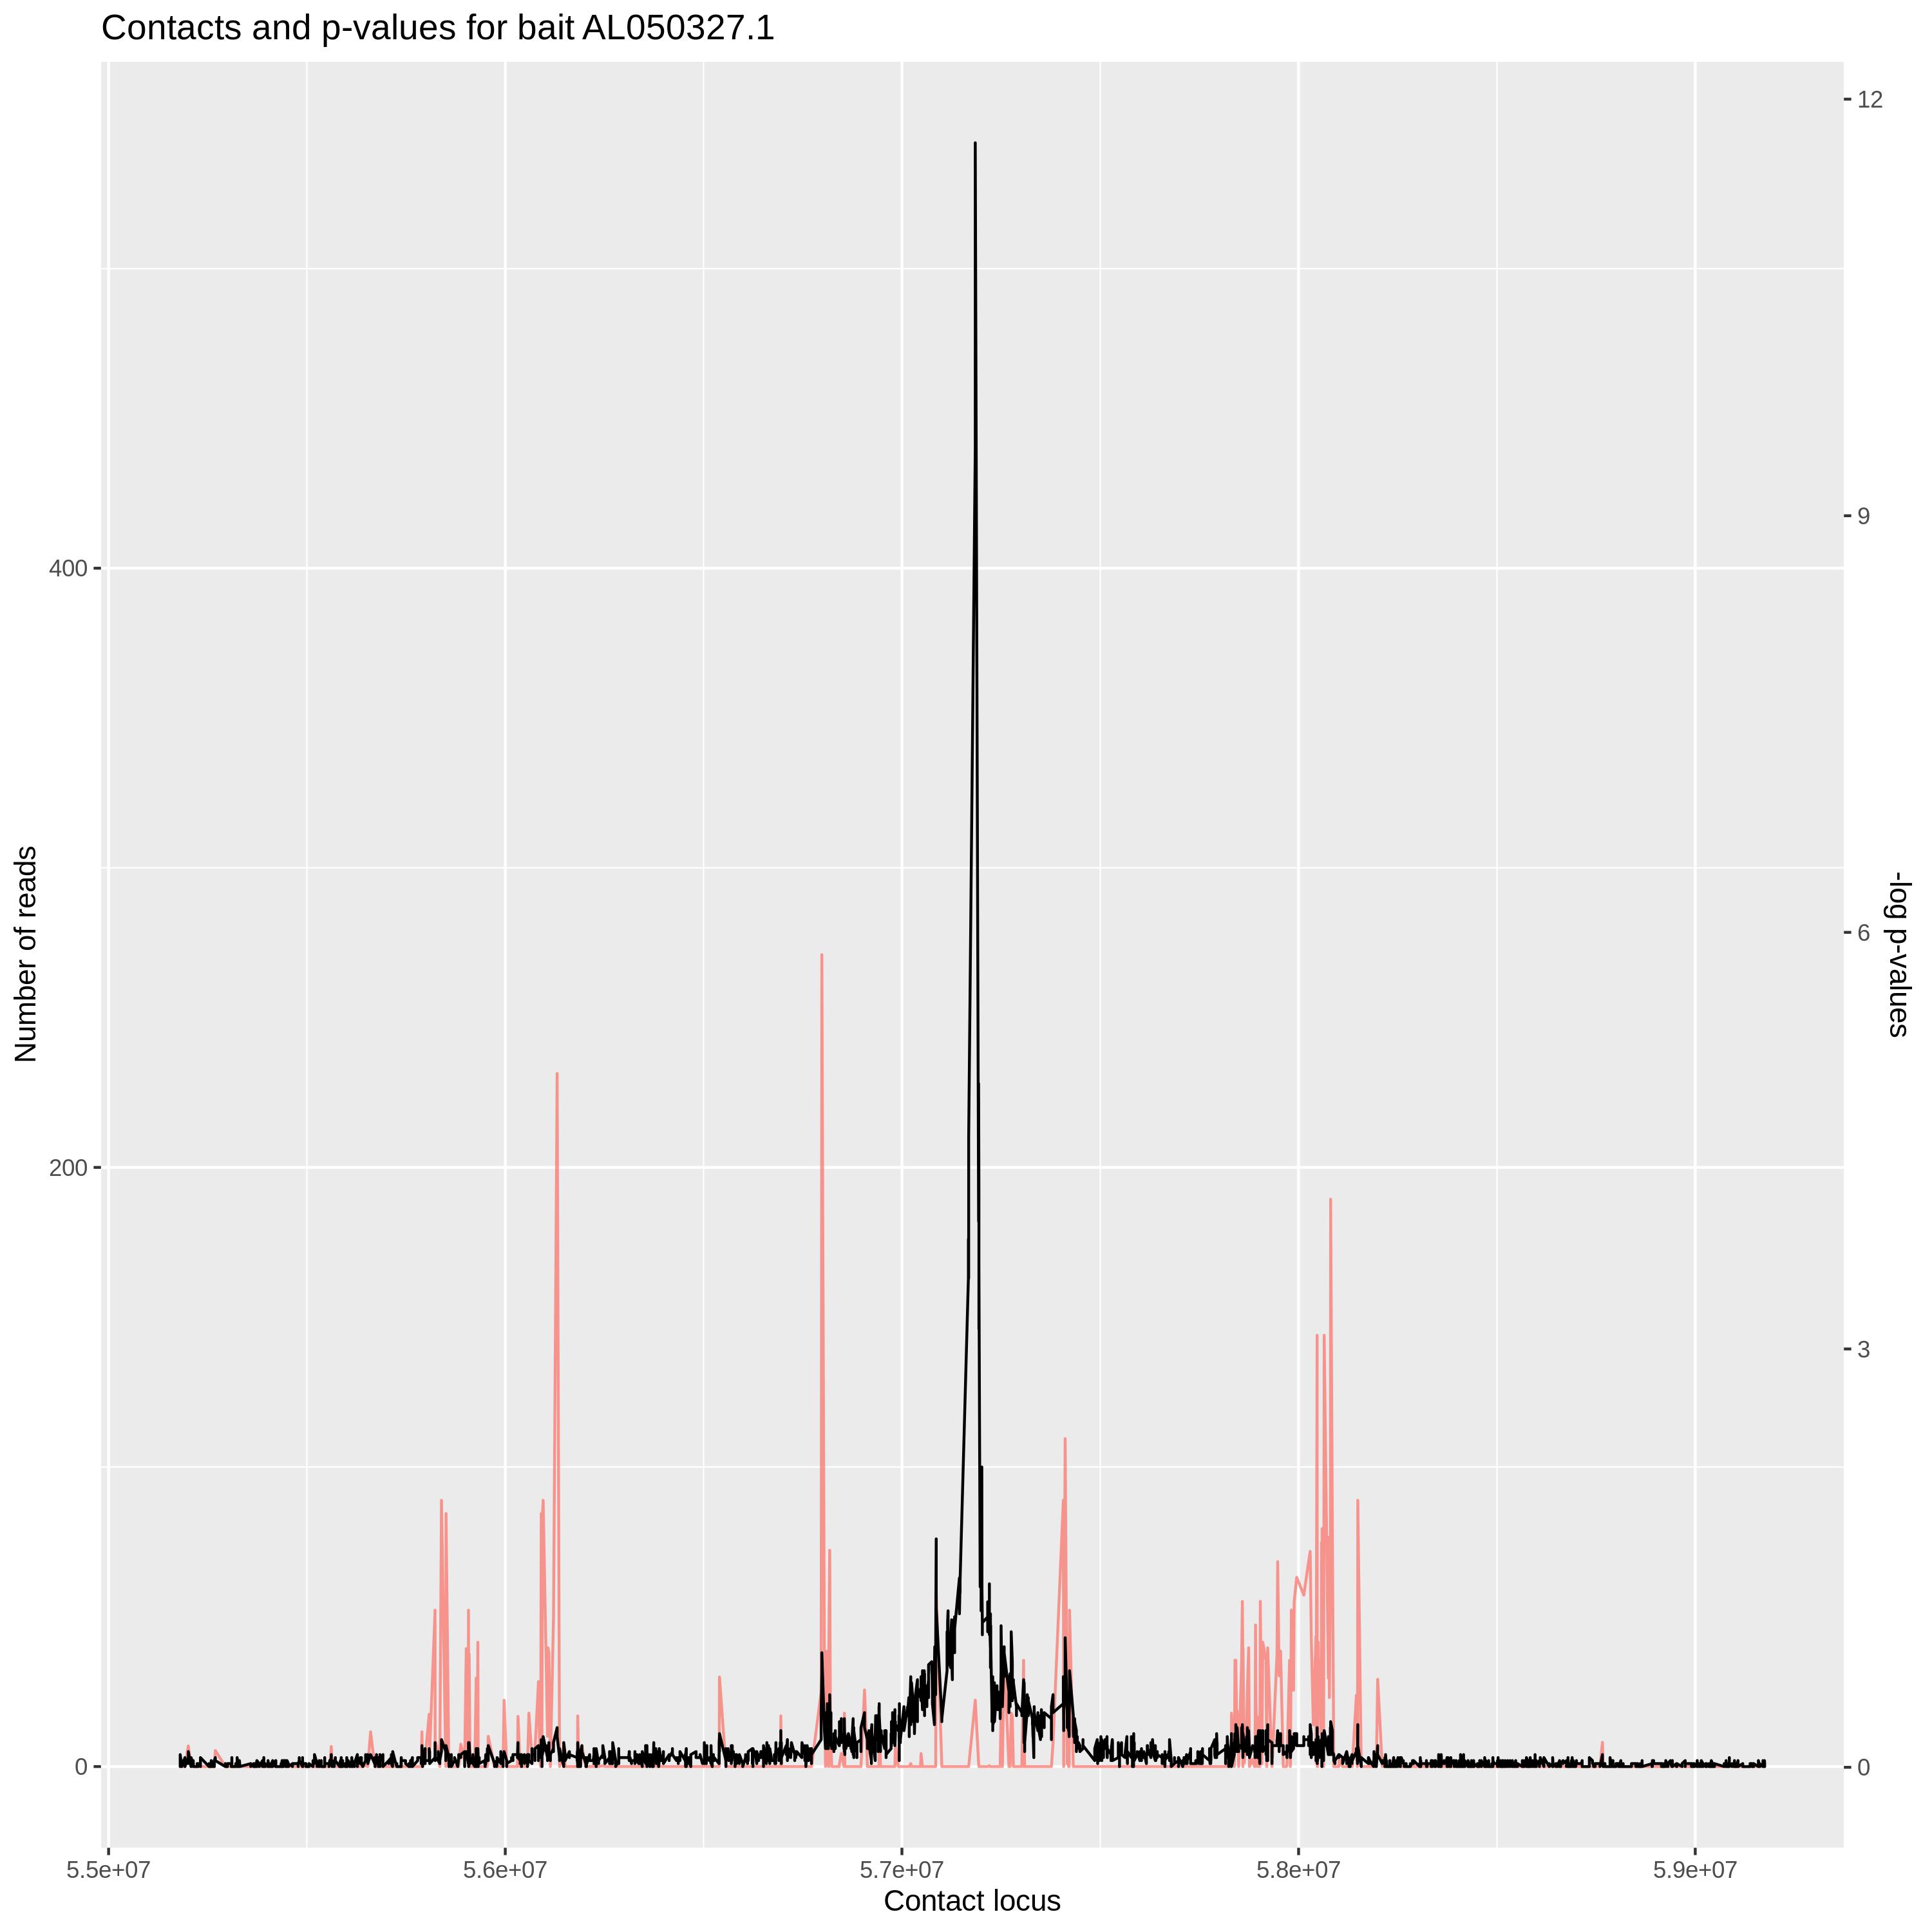 Contacts and p-values for bait AL050327.1
12
9
400
Number of reads
-log p-values
6
200
3
0
0
5.5e+07
5.6e+07
5.7e+07
5.8e+07
5.9e+07
Contact locus